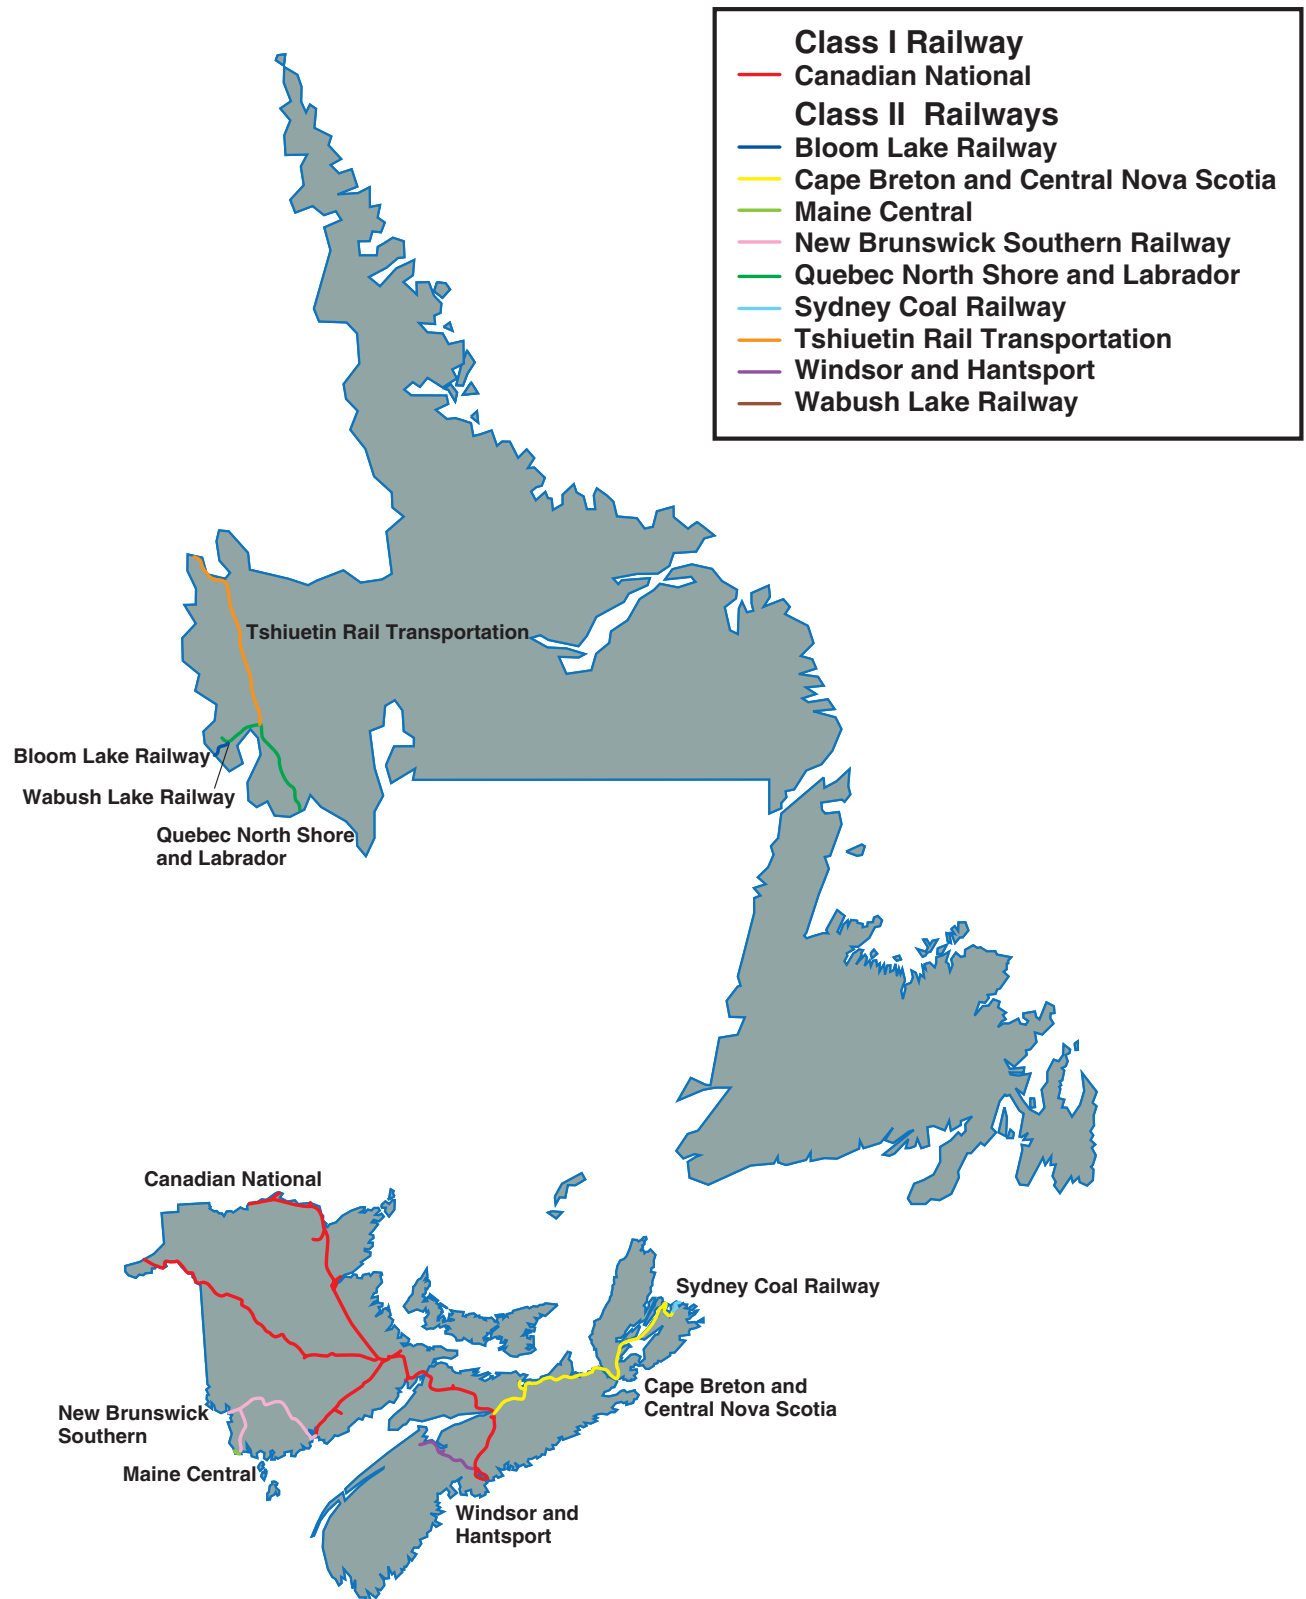 Class I Railway
Canadian National
Class II Railways
Bloom Lake Railway
Cape Breton and Central Nova Scotia
Maine Central
New Brunswick Southern Railway
Quebec North Shore and Labrador
Sydney Coal Railway
Tshiuetin Rail Transportation
Windsor and Hantsport
Wabush Lake Railway
Tshiuetin Rail Transportation
Bloom Lake Railway
Wabush Lake Railway
Quebec North Shore
and Labrador
Canadian National
Sydney Coal Railway
Cape Breton and
Central Nova Scotia
New Brunswick
Southern
Maine Central
Windsor and
Hantsport